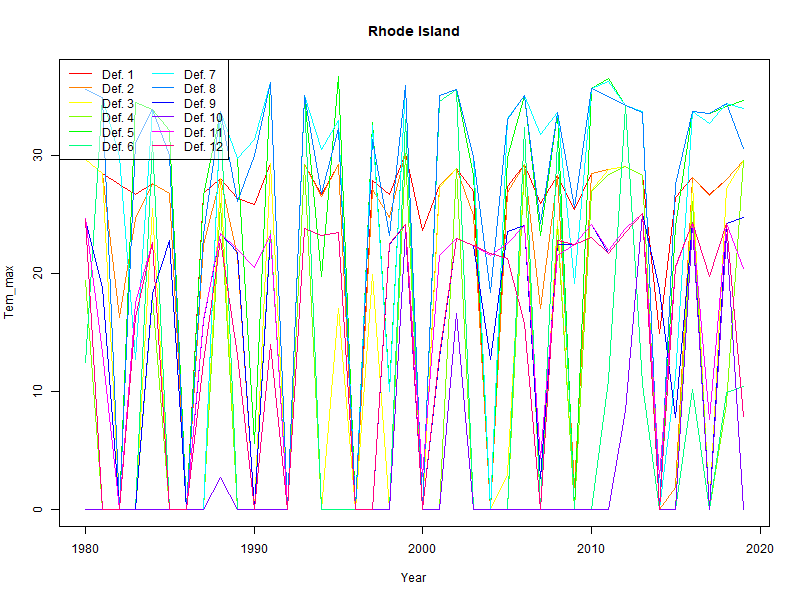 Rhode Island
Def. 1 Def. 7
Def. 2 Def. 8
Def. 3 Def. 9
Def. 4 Def. 10
Def. 5 Def. 11
Def. 6 Def. 12
Tem_max
30
20
10
0
1980 1990 2000 2010 2020
Year